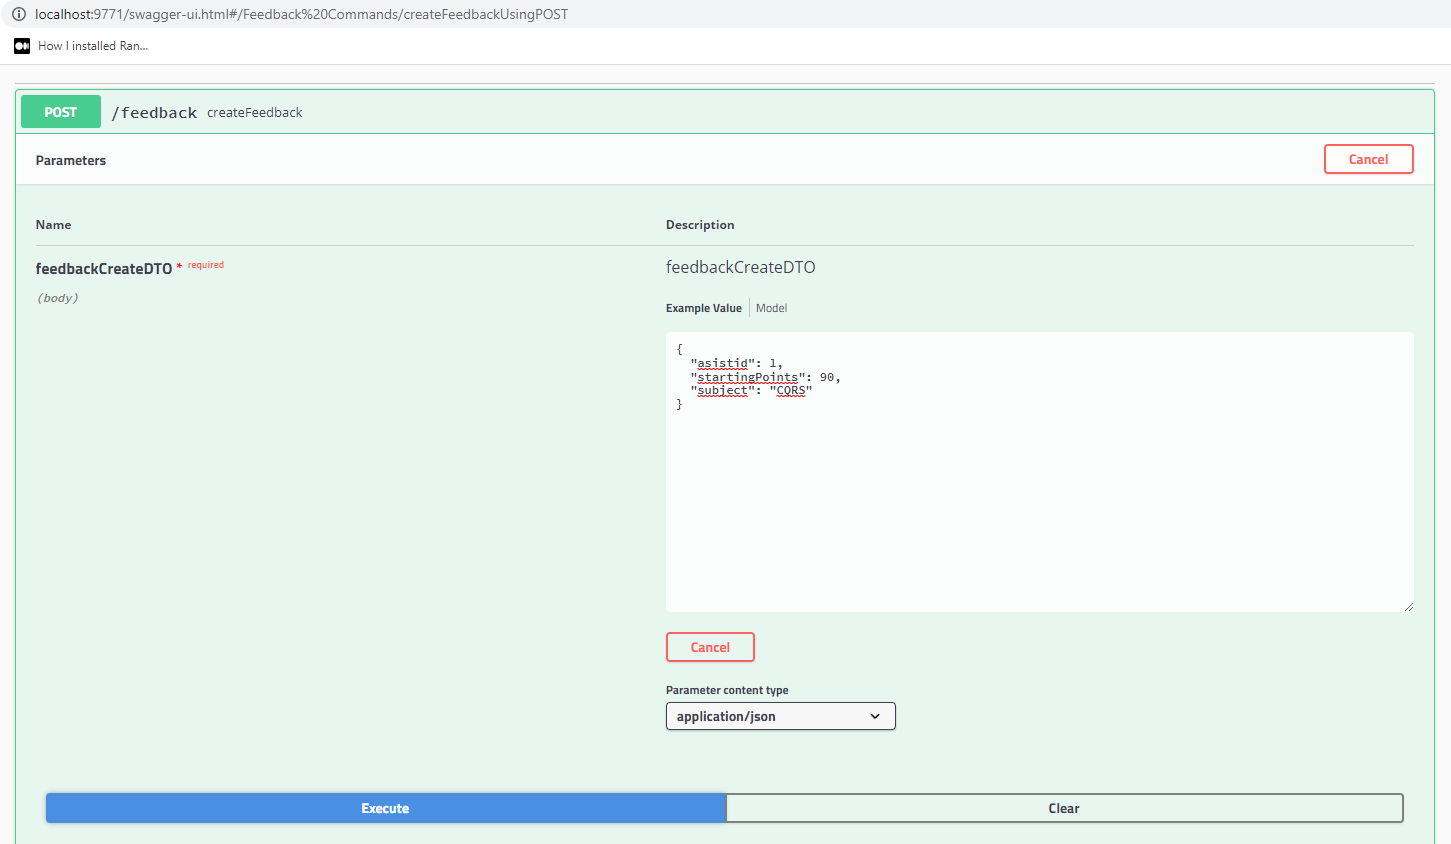 localhost:9771/swagger-ui.html#/Feedback%20Commands/createFeedbackUsingPOST
How I installed Ran...
POST /feedback createFeedback
Parameters Cancel
Name Description
feedbackCreateDTO * required feedbackCreateDTO
(body)
Example Value Model
{
"asistid": 1,
"startingPoints": 90,
"subject": "CQRS"
}
Cancel
Parameter content type
application/json
Execute Clear